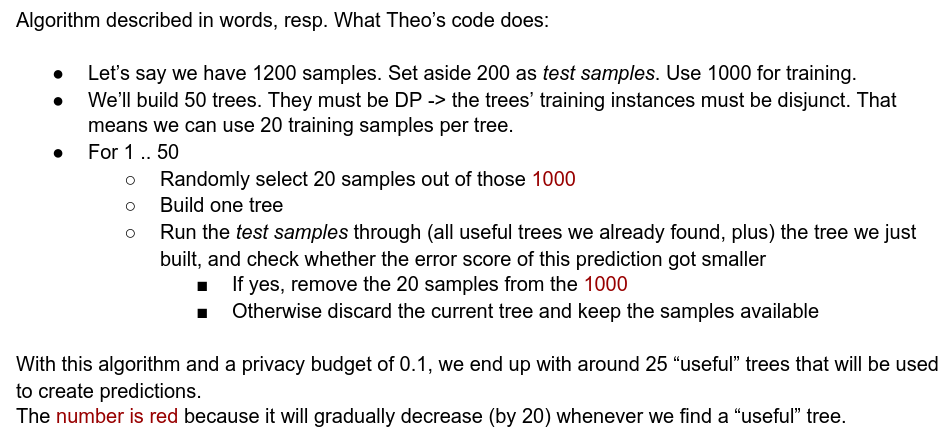 Algorithm described in words, resp. What Theo’s code does:
● Let’s say we have 1200 samples. Set aside 200 as test samples. Use 1000 for training.
● We’ll build 50 trees. They must be DP -> the trees’ training instances must be disjunct. That
means we can use 20 training samples per tree.
● For 1 .. 50
○ Randomly select 20 samples out of those 1000
○ Build one tree
○ Run the test samples through (all useful trees we already found, plus) the tree we just
built, and check whether the error score of this prediction got smaller
■ If yes, remove the 20 samples from the 1000
■ Otherwise discard the current tree and keep the samples available
With this algorithm and a privacy budget of 0.1, we end up with around 25 “useful” trees that will be used
to create predictions.
The number is red because it will gradually decrease (by 20) whenever we find a “useful” tree.